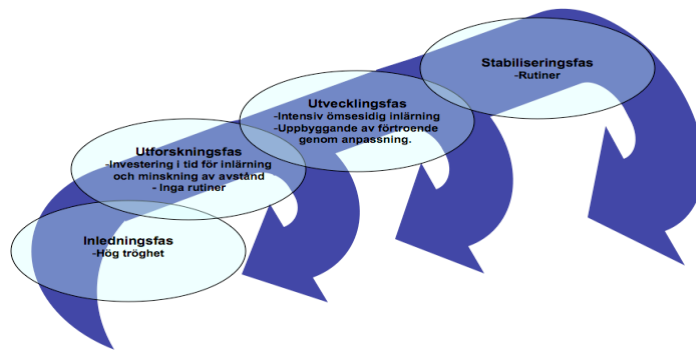 Stabiliseringsfas
-Rutiner
Utvecklingsfas
-Intensiv ömsesidig inlärning
-Uppbyggande av förtroende
genom anpassning.
Utforskningsfas
-Investering i tid för inlärning
och minskning av avstånd
- Inga rutiner
Inledningsfas
-Hög tröghet